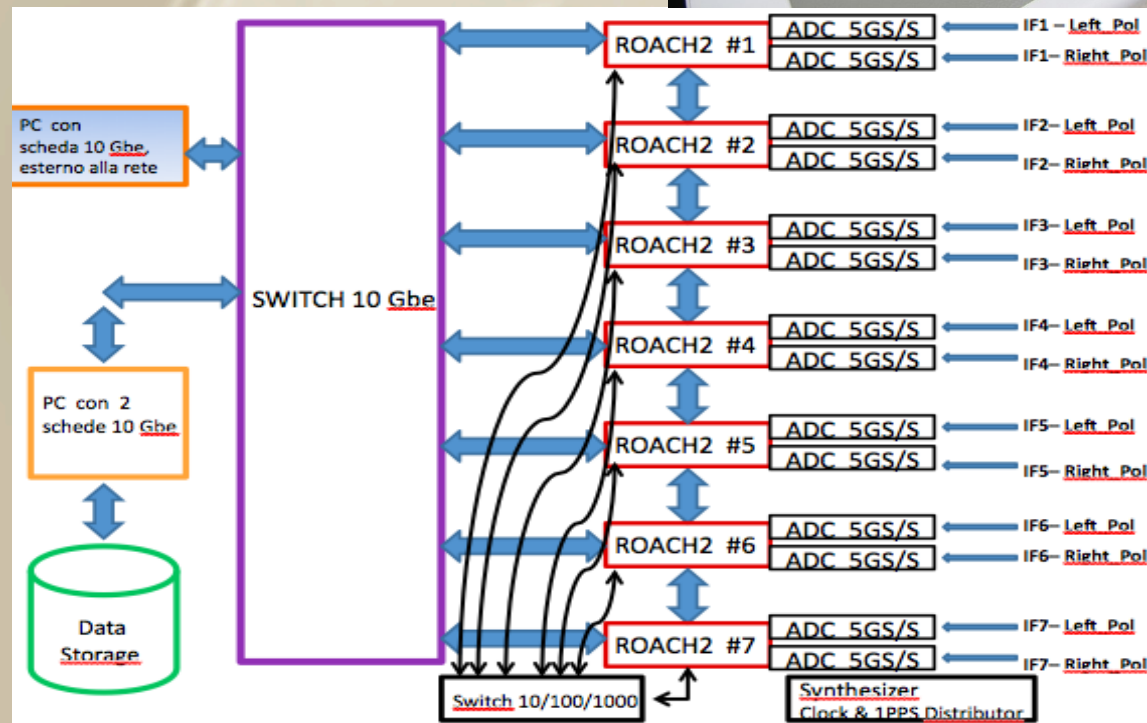 PC con
scheda 10 Gbe,
esterno alla rete
PC con 2
schede 10 Gbe
Data
Storage
SWITCH 10 Gbe
ROACH2 #1
ADC 5GS/S
IF1 – Left_Pol
ADC 5GS/S
IF1– Right_Pol
ROACH2 #2
ADC 5GS/S
IF2– Left_Pol
ADC 5GS/S
IF2– Right_Pol
ROACH2 #3
ADC 5GS/S
IF3– Left_Pol
ADC 5GS/S
IF3– Right_Pol
ROACH2 #4
ADC 5GS/S
IF4– Left_Pol
ADC 5GS/S
IF4– Right_Pol
ROACH2 #5
ADC 5GS/S
IF5– Left_Pol
ADC 5GS/S
IF5– Right_Pol
ROACH2 #6
ADC 5GS/S
IF6– Left_Pol
ADC 5GS/S
IF6– Right_Pol
ROACH2 #7
ADC 5GS/S
IF7– Left_Pol
ADC 5GS/S
IF7– Right_Pol
Switch 10/100/1000
Synthesizer
Clock & 1PPS Distributor